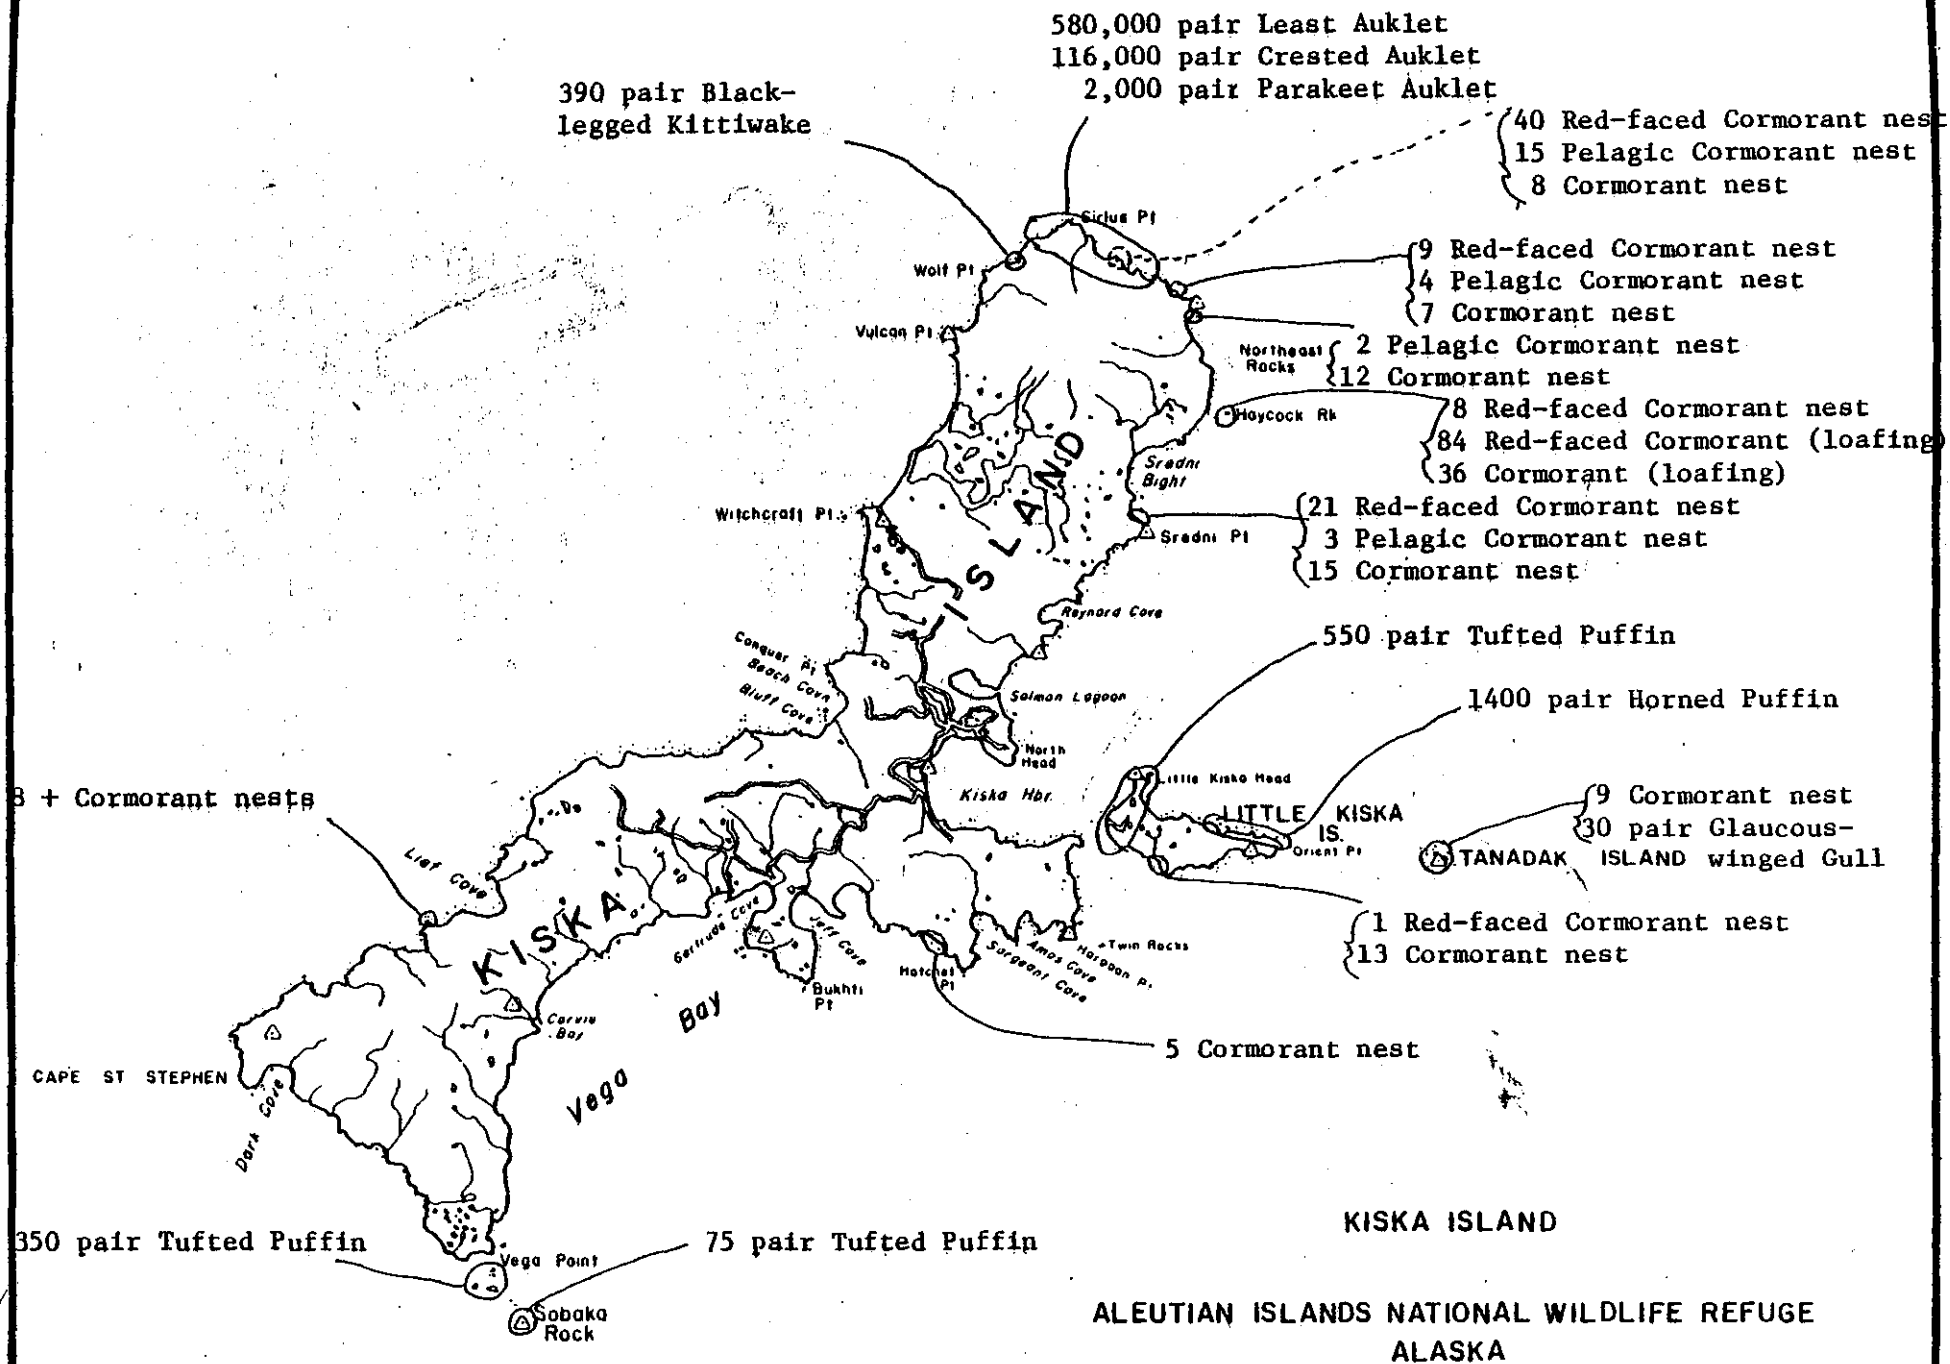 580,000 pair Least Auklet
116,000 pair Crested Auklet
2,000 pair Parakeet Auklet
390 pair Black-
legged Kittiwake
40 Red-faced Cormorant nest
15 Pelagic Cormorant nest
8 Cormorant nest
Sirius Pt
Wolf Pt
9 Red-faced Cormorant nest
4 Pelagic Cormorant nest
7 Cormorant nest
Vulcan Pt
Northeast
Rocks
2 Pelagic Cormorant nest
12 Cormorant nest
Haycock Rk
78 Red-faced Cormorant nest
84 Red-faced Cormorant (loafing)
36 Cormorant (loafing)
Sredni
Bight
Witchcraft Pt.
Sredni Pt
21 Red-faced Cormorant nest
3 Pelagic Cormorant nest
15 Cormorant nest
KISKA ISLAND
Reynard Cove
550 pair Tufted Puffin
Conquer Pt
Beach Cove
Bluff Cove
Salmon Lagoon
1400 pair Horned Puffin
North
Head
Little Kiska Head
Kiska Hbr.
LITTLE KISKA
IS.
Orient Pt
+ Cormorant nests
9 Cormorant nest
30 pair Glaucous-
winged Gull
TANADAK ISLAND
Lief Cove
1 Red-faced Cormorant nest
13 Cormorant nest
Gertrude Cove
Jeff Cove
Bukhti
Pt
Hatchet
Pt
Sargeant Cove
Amos Cove
Hargoon Pt
Twin Rocks
5 Cormorant nest
Vega Bay
CAPE ST STEPHEN
Dark Cove
350 pair Tufted Puffin
75 pair Tufted Puffin
Vega Point
Sobaka
Rock
KISKA ISLAND
ALEUTIAN ISLANDS NATIONAL WILDLIFE REFUGE
ALASKA